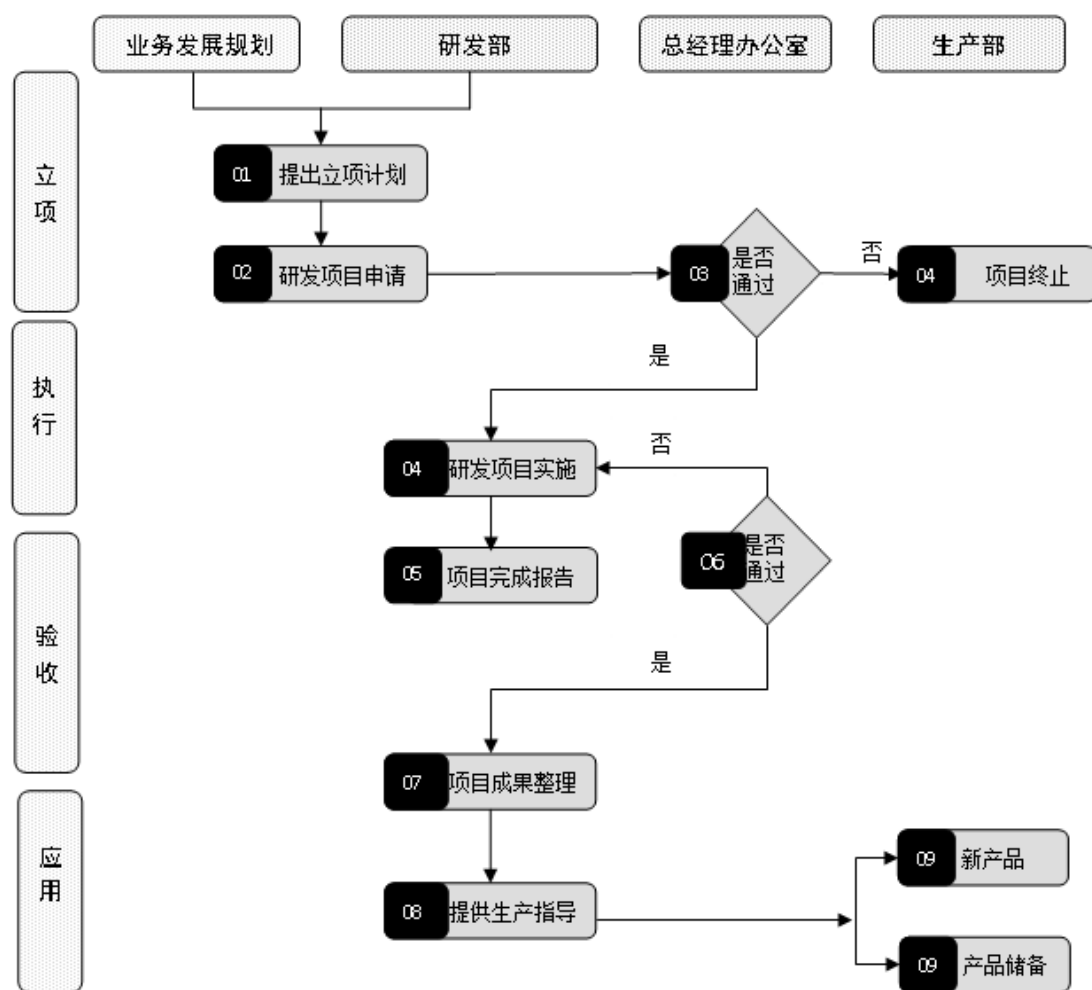 业务发展规划
研发部
总经理办公室
生产部
立
项
01 提出立项计划
02 研发项目申请
03 是否
通过
否
04 项目终止
执
行
是
04 研发项目实施
否
05 项目完成报告
06 是否
通过
验
收
是
07 项目成果整理
应
用
08 提供生产指导
09 新产品
09 产品储备